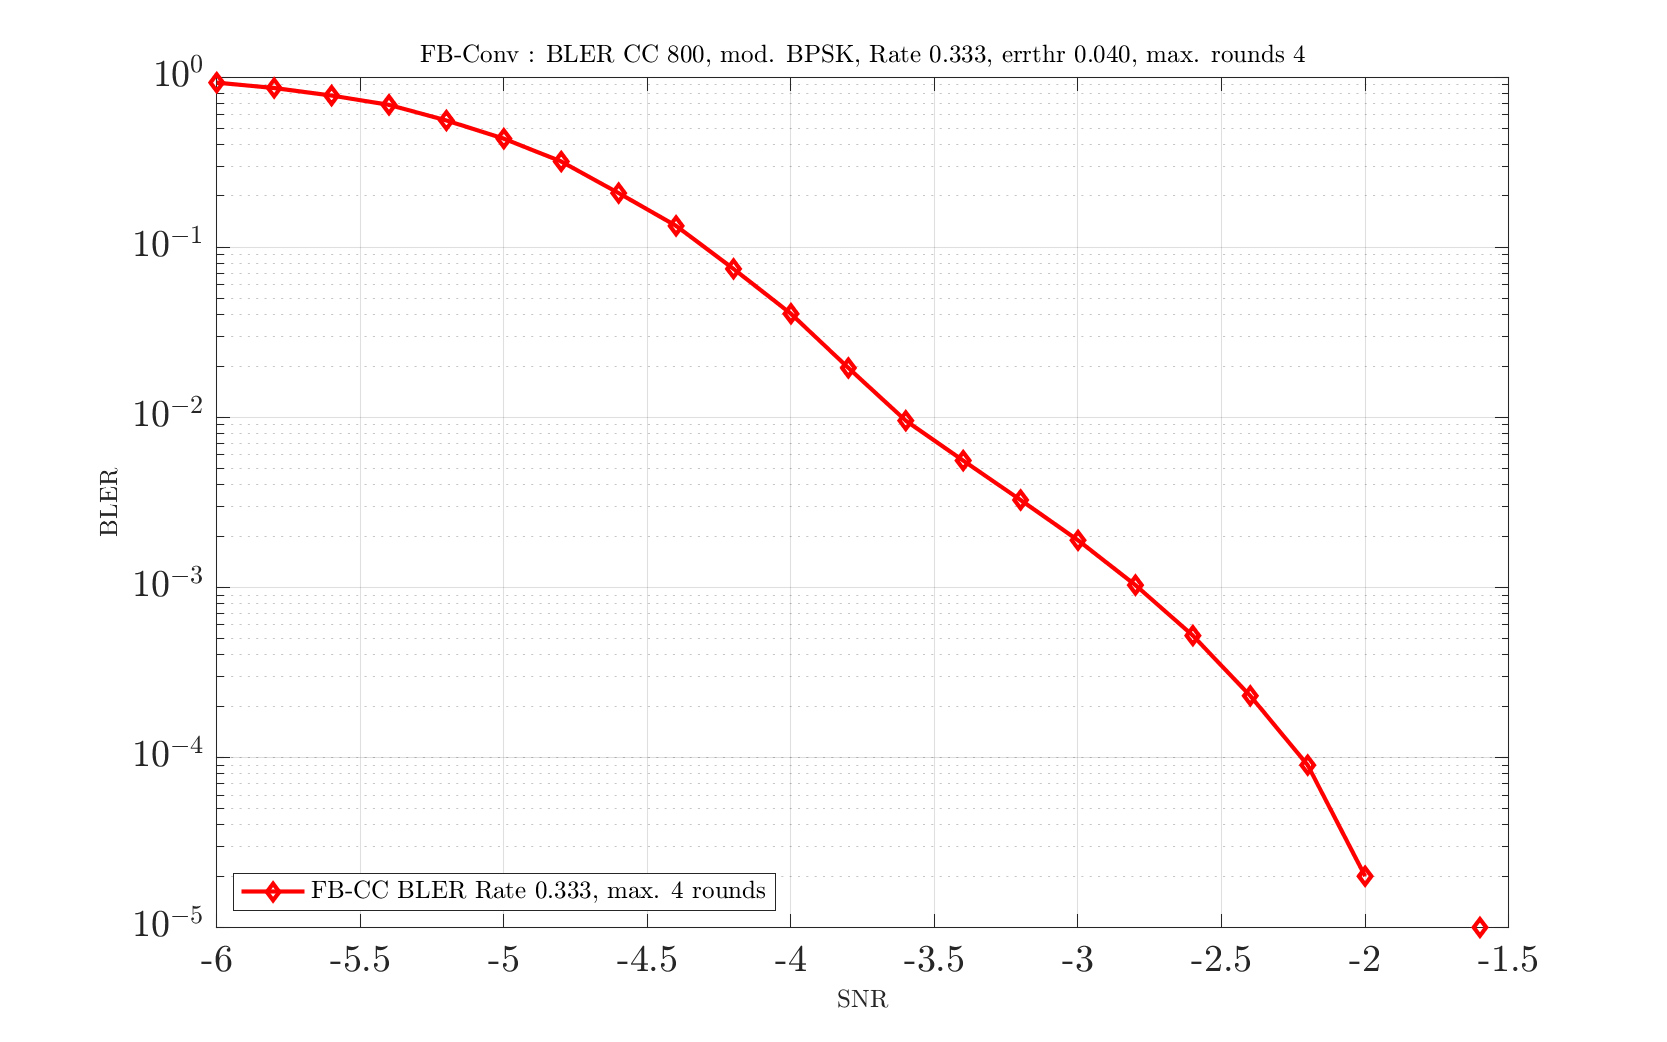 FB-Conv : BLER CC 800, mod. BPSK, Rate 0.333, errthr 0.040, max. rounds 4
10^0
10^-1
10^-2
10^-3
10^-4
10^-5
BLER
FB-CC BLER Rate 0.333, max. 4 rounds
-6 -5.5 -5 -4.5 -4 -3.5 -3 -2.5 -2 -1.5
SNR